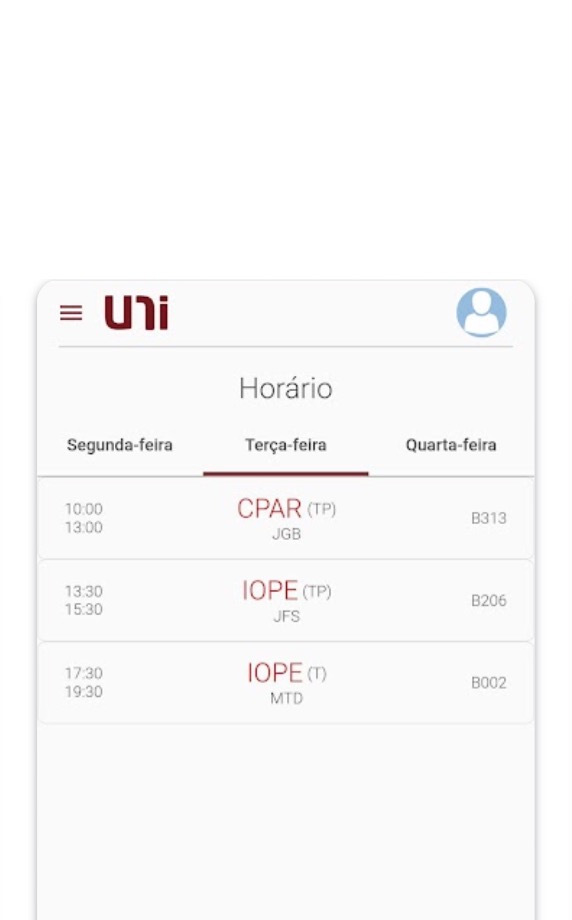 uni
Horário
Segunda-feira Terça-feira Quarta-feira
10:00
13:00
CPAR (TP)
JGB
B313
13:30
15:30
IOPE (TP)
JFS
B206
17:30
19:30
IOPE (T)
MTD
B002